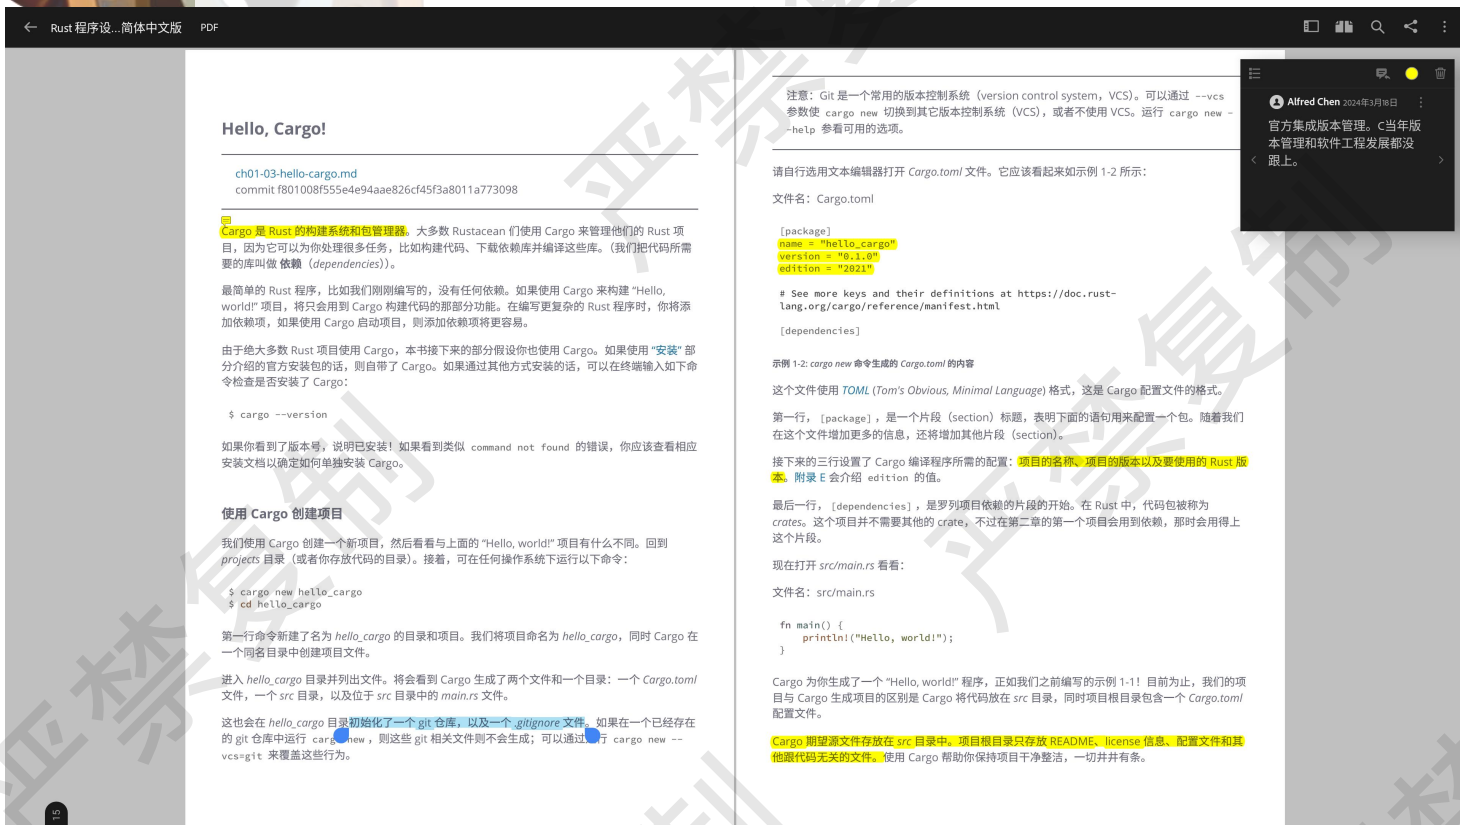 Rust 程序设...简体中文版 PDF
Hello, Cargo!
ch01-03-hello-cargo.md
commit f801008f555e4e94aae826cf45f3a8011a773098
Cargo 是 Rust 的构建系统和包管理器。大多数 Rustacean 们使用 Cargo 来管理他们的 Rust 项
目，因为它可以为你处理很多任务，比如构建代码、下载依赖库并编译这些库。（我们把代码所需
要的库叫做 依赖（dependencies））。
最简单的 Rust 程序，比如我们刚刚编写的，没有任何依赖。如果使用 Cargo 来构建 “Hello,
world!” 项目，将只会用到 Cargo 构建代码的那部分功能。在编写更复杂的 Rust 程序时，你将添
加依赖项，如果使用 Cargo 启动项目，则添加依赖项将更容易。
由于绝大多数 Rust 项目使用 Cargo，本书接下来的部分假设你也使用 Cargo。如果使用 “安装” 部
分介绍的官方安装包的话，则自带了 Cargo。如果通过其他方式安装的话，可以在终端输入如下命
令检查是否安装了 Cargo：
$ cargo --version
如果你看到了版本号，说明已安装！如果看到类似 command not found 的错误，你应该查看相应
安装文档以确定如何单独安装 Cargo。
使用 Cargo 创建项目
我们使用 Cargo 创建一个新项目，然后看看与上面的 “Hello, world!” 项目有什么不同。回到
projects 目录（或者你存放代码的目录）。接着，可在任何操作系统下运行以下命令：
$ cargo new hello_cargo
$ cd hello_cargo
第一行命令新建了名为 hello_cargo 的目录和项目。我们将项目命名为 hello_cargo，同时 Cargo 在
一个同名目录中创建项目文件。
进入 hello_cargo 目录并列出文件。将会看到 Cargo 生成了两个文件和一个目录：一个 Cargo.toml
文件，一个 src 目录，以及位于 src 目录中的 main.rs 文件。
这也会在 hello_cargo 目录初始化了一个 git 仓库，以及一个 .gitignore 文件。如果在一个已经存在
的 git 仓库中运行 cargo new ，则这些 git 相关文件则不会生成；可以通过运行 cargo new --
vcs=git 来覆盖这些行为。
15
注意：Git 是一个常用的版本控制系统（version control system，VCS）。可以通过 --vcs
参数使 cargo new 切换到其它版本控制系统（VCS），或者不使用 VCS。运行 cargo new -
-help 参看可用的选项。
请自行选用文本编辑器打开 Cargo.toml 文件。它应该看起来如示例 1-2 所示：
文件名：Cargo.toml
[package]
name = "hello_cargo"
version = "0.1.0"
edition = "2021"
# See more keys and their definitions at https://doc.rust-
lang.org/cargo/reference/manifest.html
[dependencies]
示例 1-2: cargo new 命令生成的 Cargo.toml 的内容
这个文件使用 TOML (Tom's Obvious, Minimal Language) 格式，这是 Cargo 配置文件的格式。
第一行， [package] ，是一个片段（section）标题，表明下面的语句用来配置一个包。随着我们
在这个文件增加更多的信息，还将增加其他片段（section）。
接下来的三行设置了 Cargo 编译程序所需的配置：项目的名称、项目的版本以及要使用的 Rust 版
本。附录 E 会介绍 edition 的值。
最后一行， [dependencies] ，是罗列项目依赖的片段的开始。在 Rust 中，代码包被称为
crates。这个项目并不需要其他的 crate，不过在第二章的第一个项目会用到依赖，那时会用得上
这个片段。
现在打开 src/main.rs 看看：
文件名：src/main.rs
fn main() {
println!("Hello, world!");
}
Cargo 为你生成了一个 “Hello, world!” 程序，正如我们之前编写的示例 1-1！目前为止，我们的项
目与 Cargo 生成项目的区别是 Cargo 将代码放在 src 目录，同时项目根目录包含一个 Cargo.toml
配置文件。
Cargo 期望源文件存放在 src 目录中。项目根目录只存放 README、license 信息、配置文件和其
他跟代码无关的文件。使用 Cargo 帮助你保持项目干净整洁，一切井井有条。
Alfred Chen 2024年3月18日
官方集成版本管理。C当年版
本管理和软件工程发展都没
跟上。
严禁复制
严禁复制
严禁复制